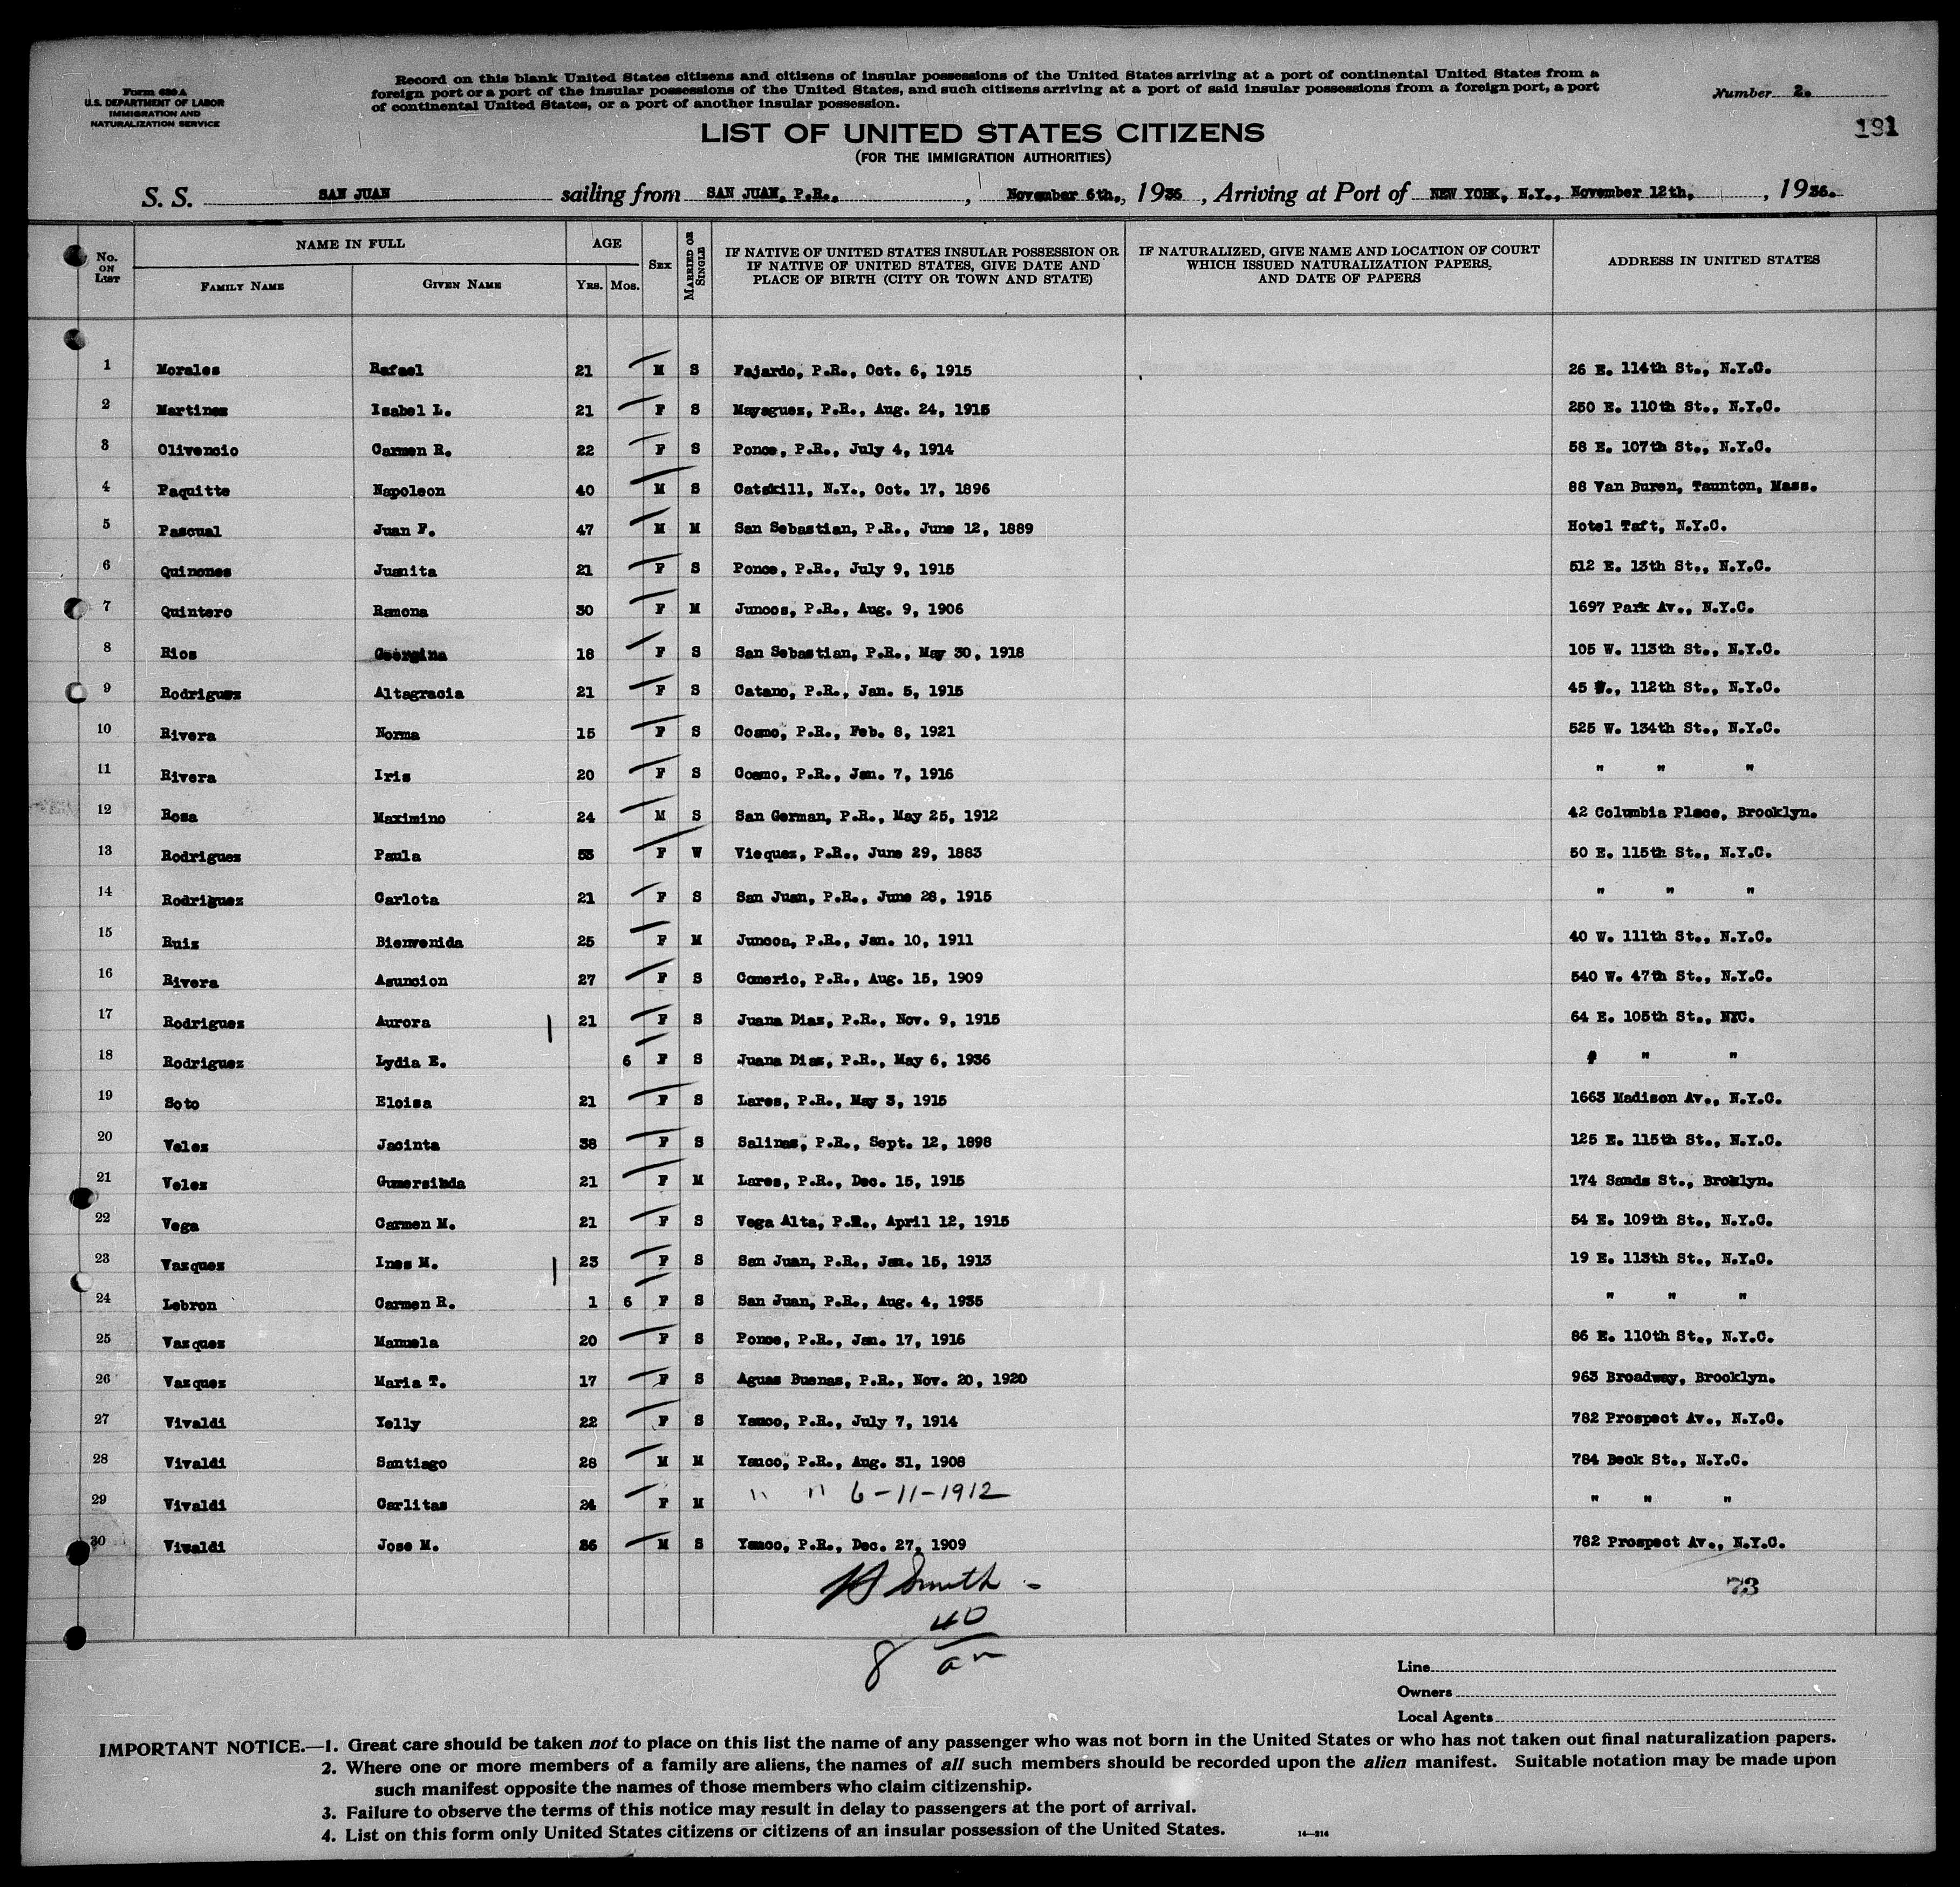 Form 630 A
U.S. DEPARTMENT OF LABOR
IMMIGRATION AND
NATURALIZATION SERVICE
Record on this blank United States citizens and citizens of insular possessions of the United States arriving at a port of continental United States from a
foreign port or a port of the insular possessions of the United States, and such citizens arriving at a port of said insular possessions from a foreign port, a port
of continental United States, or a port of another insular possession.
Number 2.
191
LIST OF UNITED STATES CITIZENS
(FOR THE IMMIGRATION AUTHORITIES)
S. S. SAN JUAN sailing from SAN JUAN, P.R., , November 6th, , 1936 , Arriving at Port of NEW YORK, N.Y., November 12th, , 1936.
No. ON LIST
NAME IN FULL
FAMILY NAME
GIVEN NAME
AGE
YRS. MOS.
SEX
MARRIED OR SINGLE
IF NATIVE OF UNITED STATES INSULAR POSSESSION OR
IF NATIVE OF UNITED STATES, GIVE DATE AND
PLACE OF BIRTH (CITY OR TOWN AND STATE)
IF NATURALIZED, GIVE NAME AND LOCATION OF COURT
WHICH ISSUED NATURALIZATION PAPERS,
AND DATE OF PAPERS
ADDRESS IN UNITED STATES
1 Morales Rafael 21 M S Fajardo, P.R., Oct. 6, 1915 26 E. 114th St., N.Y.C.
2 Martinez Isabel L. 21 F S Mayaguez, P.R., Aug. 24, 1915 250 E. 110th St., N.Y.C.
3 Olivencio Carmen R. 22 F S Ponce, P.R., July 4, 1914 58 E. 107th St., N.Y.C.
4 Paquitte Napoleon 40 M S Catskill, N.Y., Oct. 17, 1896 88 Van Buren, Taunton, Mass.
5 Pascual Juan F. 47 M M San Sebastian, P.R., June 12, 1889 Hotel Taft, N.Y.C.
6 Quinones Juanita 21 F S Ponce, P.R., July 9, 1915 512 E. 13th St., N.Y.C.
7 Quintero Ramona 30 F M Juncos, P.R., Aug. 9, 1906 1697 Park Av., N.Y.C.
8 Rios Georgina 18 F S San Sebastian, P.R., May 30, 1918 105 W. 113th St., N.Y.C.
9 Rodriguez Altagracia 21 F S Catano, P.R., Jan. 5, 1915 45 W., 112th St., N.Y.C.
10 Rivera Norma 15 F S Coamo, P.R., Feb. 8, 1921 525 W. 134th St., N.Y.C.
11 Rivera Iris 20 F S Coamo, P.R., Jan. 7, 1916 " " "
12 Rosa Maximino 24 M S San German, P.R., May 25, 1912 42 Columbia Place, Brooklyn.
13 Rodriguez Paula 53 F W Viequez, P.R., June 29, 1883 50 E. 115th St., N.Y.C.
14 Rodriguez Carlota 21 F S San Juan, P.R., June 28, 1915 " " "
15 Ruiz Bienvenida 25 F M Juncoa, P.R., Jan. 10, 1911 40 W. 111th St., N.Y.C.
16 Rivera Asuncion 27 F S Comerio, P.R., Aug. 15, 1909 540 W. 47th St., N.Y.C.
17 Rodriguez Aurora 21 F S Juana Diaz, P.R., Nov. 9, 1915 64 E. 105th St., NYC.
18 Rodriguez Lydia E. 6 F S Juana Diaz, P.R., May 6, 1936 " " "
19 Soto Eloisa 21 F S Lares, P.R., May 3, 1915 1663 Madison Av., N.Y.C.
20 Velez Jacinta 38 F S Salinas, P.R., Sept. 12, 1898 125 E. 115th St., N.Y.C.
21 Velez Gumersinda 21 F M Lares, P.R., Dec. 15, 1915 174 Sands St., Broklyn.
22 Vega Carmen M. 21 F S Vega Alta, P.R., April 12, 1915 54 E. 109th St., N.Y.C.
23 Vazquez Ines M. 23 F S San Juan, P.R., Jan. 15, 1913 19 E. 113th St., N.Y.C.
24 Lebron Carmen R. 1 6 F S San Juan, P.R., Aug. 4, 1935 " " "
25 Vazquez Manuela 20 F S Ponce, P.R., Jan. 17, 1916 86 E. 110th St., N.Y.C.
26 Vazquez Maria T. 17 F S Aguas Buenas, P.R., Nov. 20, 1920 963 Broadway, Brooklyn.
27 Vivaldi Yelly 22 F S Yauco, P.R., July 7, 1914 782 Prospect Av., N.Y.C.
28 Vivaldi Santiago 28 M M Yauco, P.R., Aug. 31, 1908 784 Beck St., N.Y.C.
29 Vivaldi Carlitas 24 F M " " 6-11-1912 " " "
30 Vivaldi Jose M. 26 M S Yauco, P.R., Dec. 27, 1909 782 Prospect Av., N.Y.C.
Smith -
73
40
8
Line
Owners
Local Agents
IMPORTANT NOTICE.—1. Great care should be taken not to place on this list the name of any passenger who was not born in the United States or who has not taken out final naturalization papers.
2. Where one or more members of a family are aliens, the names of all such members should be recorded upon the alien manifest. Suitable notation may be made upon
such manifest opposite the names of those members who claim citizenship.
3. Failure to observe the terms of this notice may result in delay to passengers at the port of arrival.
4. List on this form only United States citizens or citizens of an insular possession of the United States.
14—214